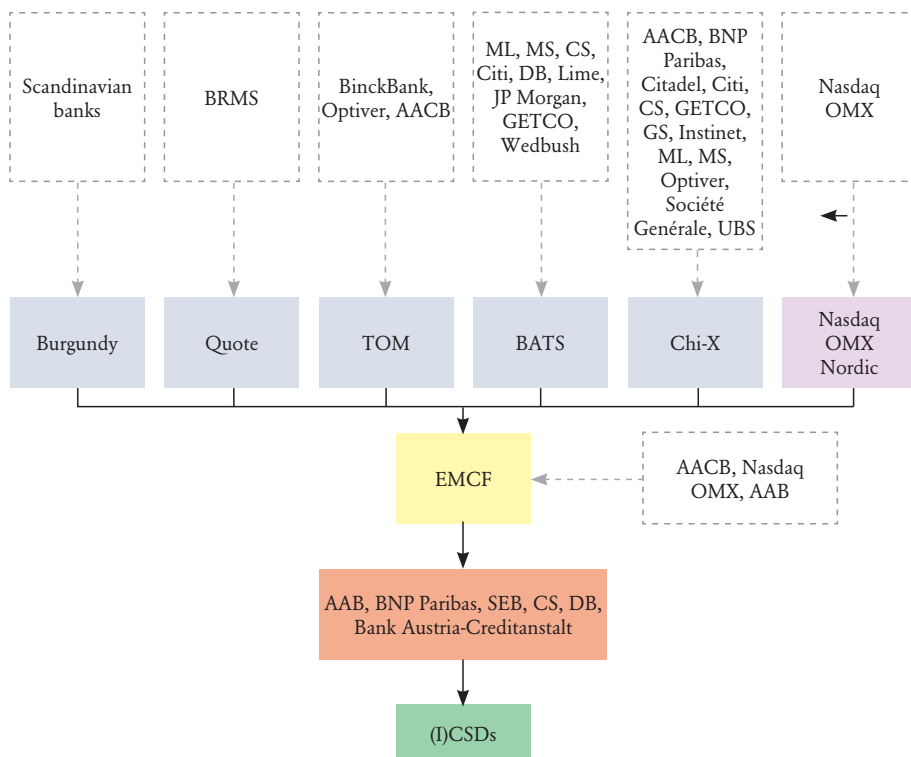 Scandinavian
banks
BRMS
BinckBank,
Optiver, AACB
ML, MS, CS,
Citi, DB, Lime,
JP Morgan,
GETCO,
Wedbush
AACB, BNP
Paribas,
Citadel, Citi,
CS, GETCO,
GS, Instinet,
ML, MS,
Optiver,
Société
Genérale, UBS
Nasdaq
OMX
Burgundy
Quote
TOM
BATS
Chi-X
Nasdaq
OMX
Nordic
EMCF
AACB, Nasdaq
OMX, AAB
AAB, BNP Paribas, SEB, CS, DB,
Bank Austria-Creditanstalt
(I)CSDs